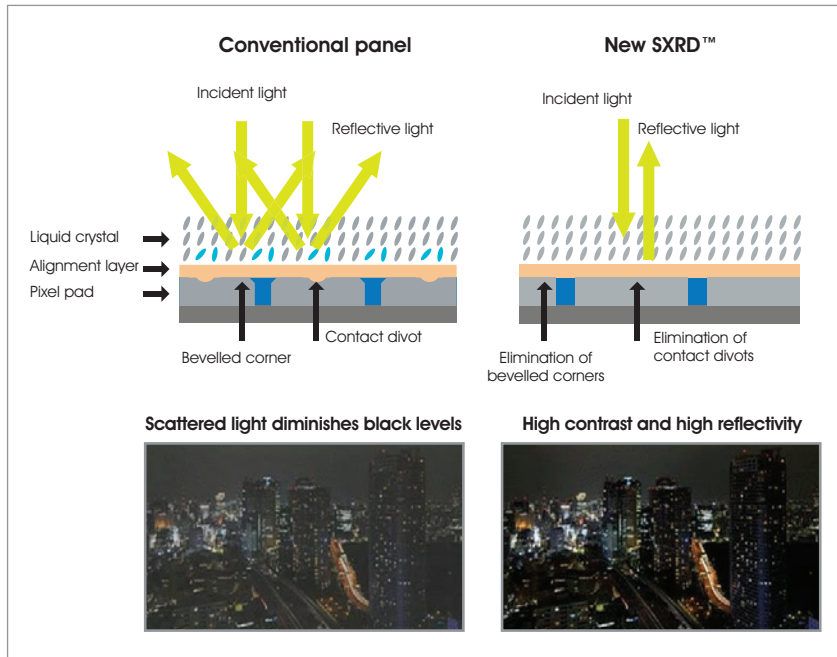 Conventional panel
Incident light
Reflective light
Liquid crystal
Alignment layer
Pixel pad
Bevelled corner
Contact divot
Scattered light diminishes black levels
New SXRD™
Incident light
Reflective light
Elimination of
bevelled corners
Elimination of
contact divots
High contrast and high reflectivity